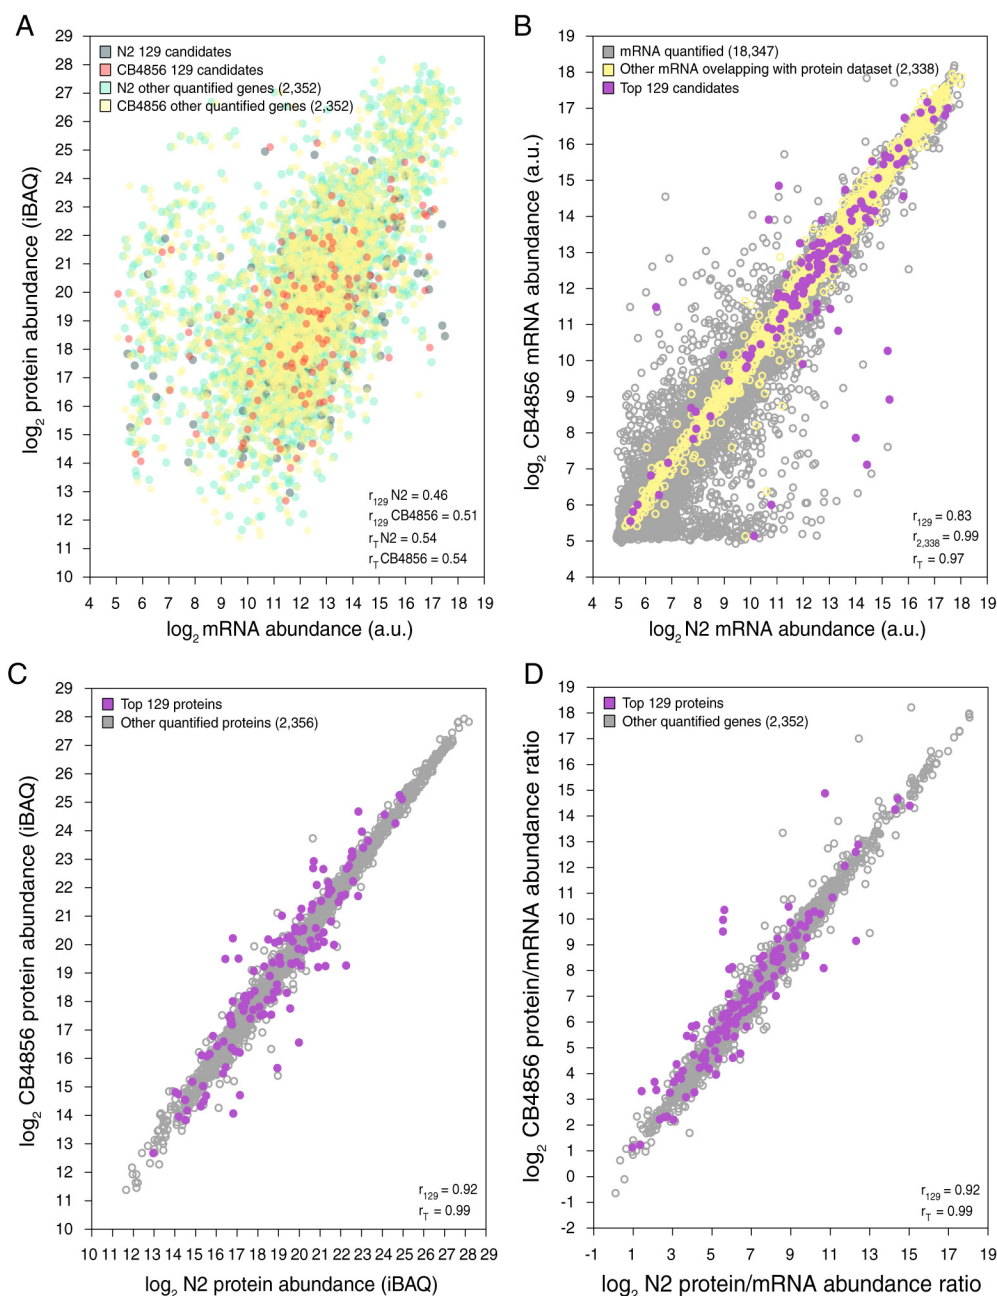 A
29
28
27
26
25
24
23
22
21
20
19
18
17
16
15
14
13
12
11
10
log2 protein abundance (iBAQ)
N2 129 candidates
CB4856 129 candidates
N2 other quantified genes (2,352)
CB4856 other quantified genes (2,352)
r129 N2 = 0.46
r129 CB4856 = 0.51
rT N2 = 0.54
rT CB4856 = 0.54
4 5 6 7 8 9 10 11 12 13 14 15 16 17 18 19
log2 mRNA abundance (a.u.)
B
19
18
17
16
15
14
13
12
11
10
9
8
7
6
5
4
log2 CB4856 mRNA abundance (a.u.)
mRNA quantified (18,347)
Other mRNA overlapping with protein dataset (2,338)
Top 129 candidates
r129 = 0.83
r2,338 = 0.99
rT = 0.97
4 5 6 7 8 9 10 11 12 13 14 15 16 17 18 19
log2 N2 mRNA abundance (a.u.)
C
29
28
27
26
25
24
23
22
21
20
19
18
17
16
15
14
13
12
11
10
log2 CB4856 protein abundance (iBAQ)
Top 129 proteins
Other quantified proteins (2,356)
r129 = 0.92
rT = 0.99
10 11 12 13 14 15 16 17 18 19 20 21 22 23 24 25 26 27 28 29
log2 N2 protein abundance (iBAQ)
D
19
18
17
16
15
14
13
12
11
10
9
8
7
6
5
4
3
2
1
0
-1
-2
log2 CB4856 protein/mRNA abundance ratio
Top 129 proteins
Other quantified genes (2,352)
r129 = 0.92
rT = 0.99
-1 1 3 5 7 9 11 13 15 17 19
log2 N2 protein/mRNA abundance ratio